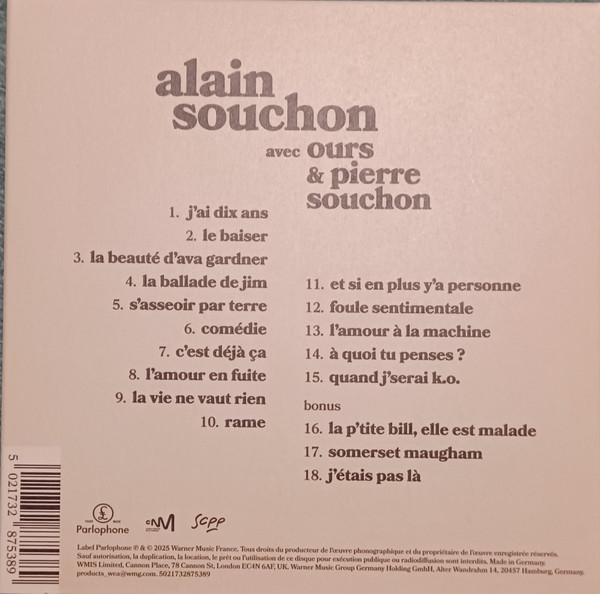 alain
souchon
avec ours
& pierre
souchon
1. j'ai dix ans
2. le baiser
3. la beauté d'ava gardner
4. la ballade de jim
5. s'asseoir par terre
6. comédie
7. c'est déjà ça
8. l'amour en fuite
9. la vie ne vaut rien
10. rame
11. et si en plus y'a personne
12. foule sentimentale
13. l'amour à la machine
14. à quoi tu penses ?
15. quand j'serai k.o.
bonus
16. la p'tite bill, elle est malade
17. somerset maugham
18. j'étais pas là
5 021732 875389
£
Parlophone
scpp
Label Parlophone ℗ & © 2025 Warner Music France. Tous droits du producteur de l'œuvre phonographique et du propriétaire de l'œuvre enregistrée réservés.
Sauf autorisation, la duplication, la location, le prêt ou l'utilisation de ce disque pour exécution publique ou radiodiffusion sont interdits. Made in Germany.
WMIS Limited, Cannon Place, 78 Cannon St, London EC4N 6AF, UK. Warner Music Group Germany Holding GmbH, Alter Wandrahm 14, 20457 Hamburg, Germany.
products_wea@wmg.com. 5021732875389